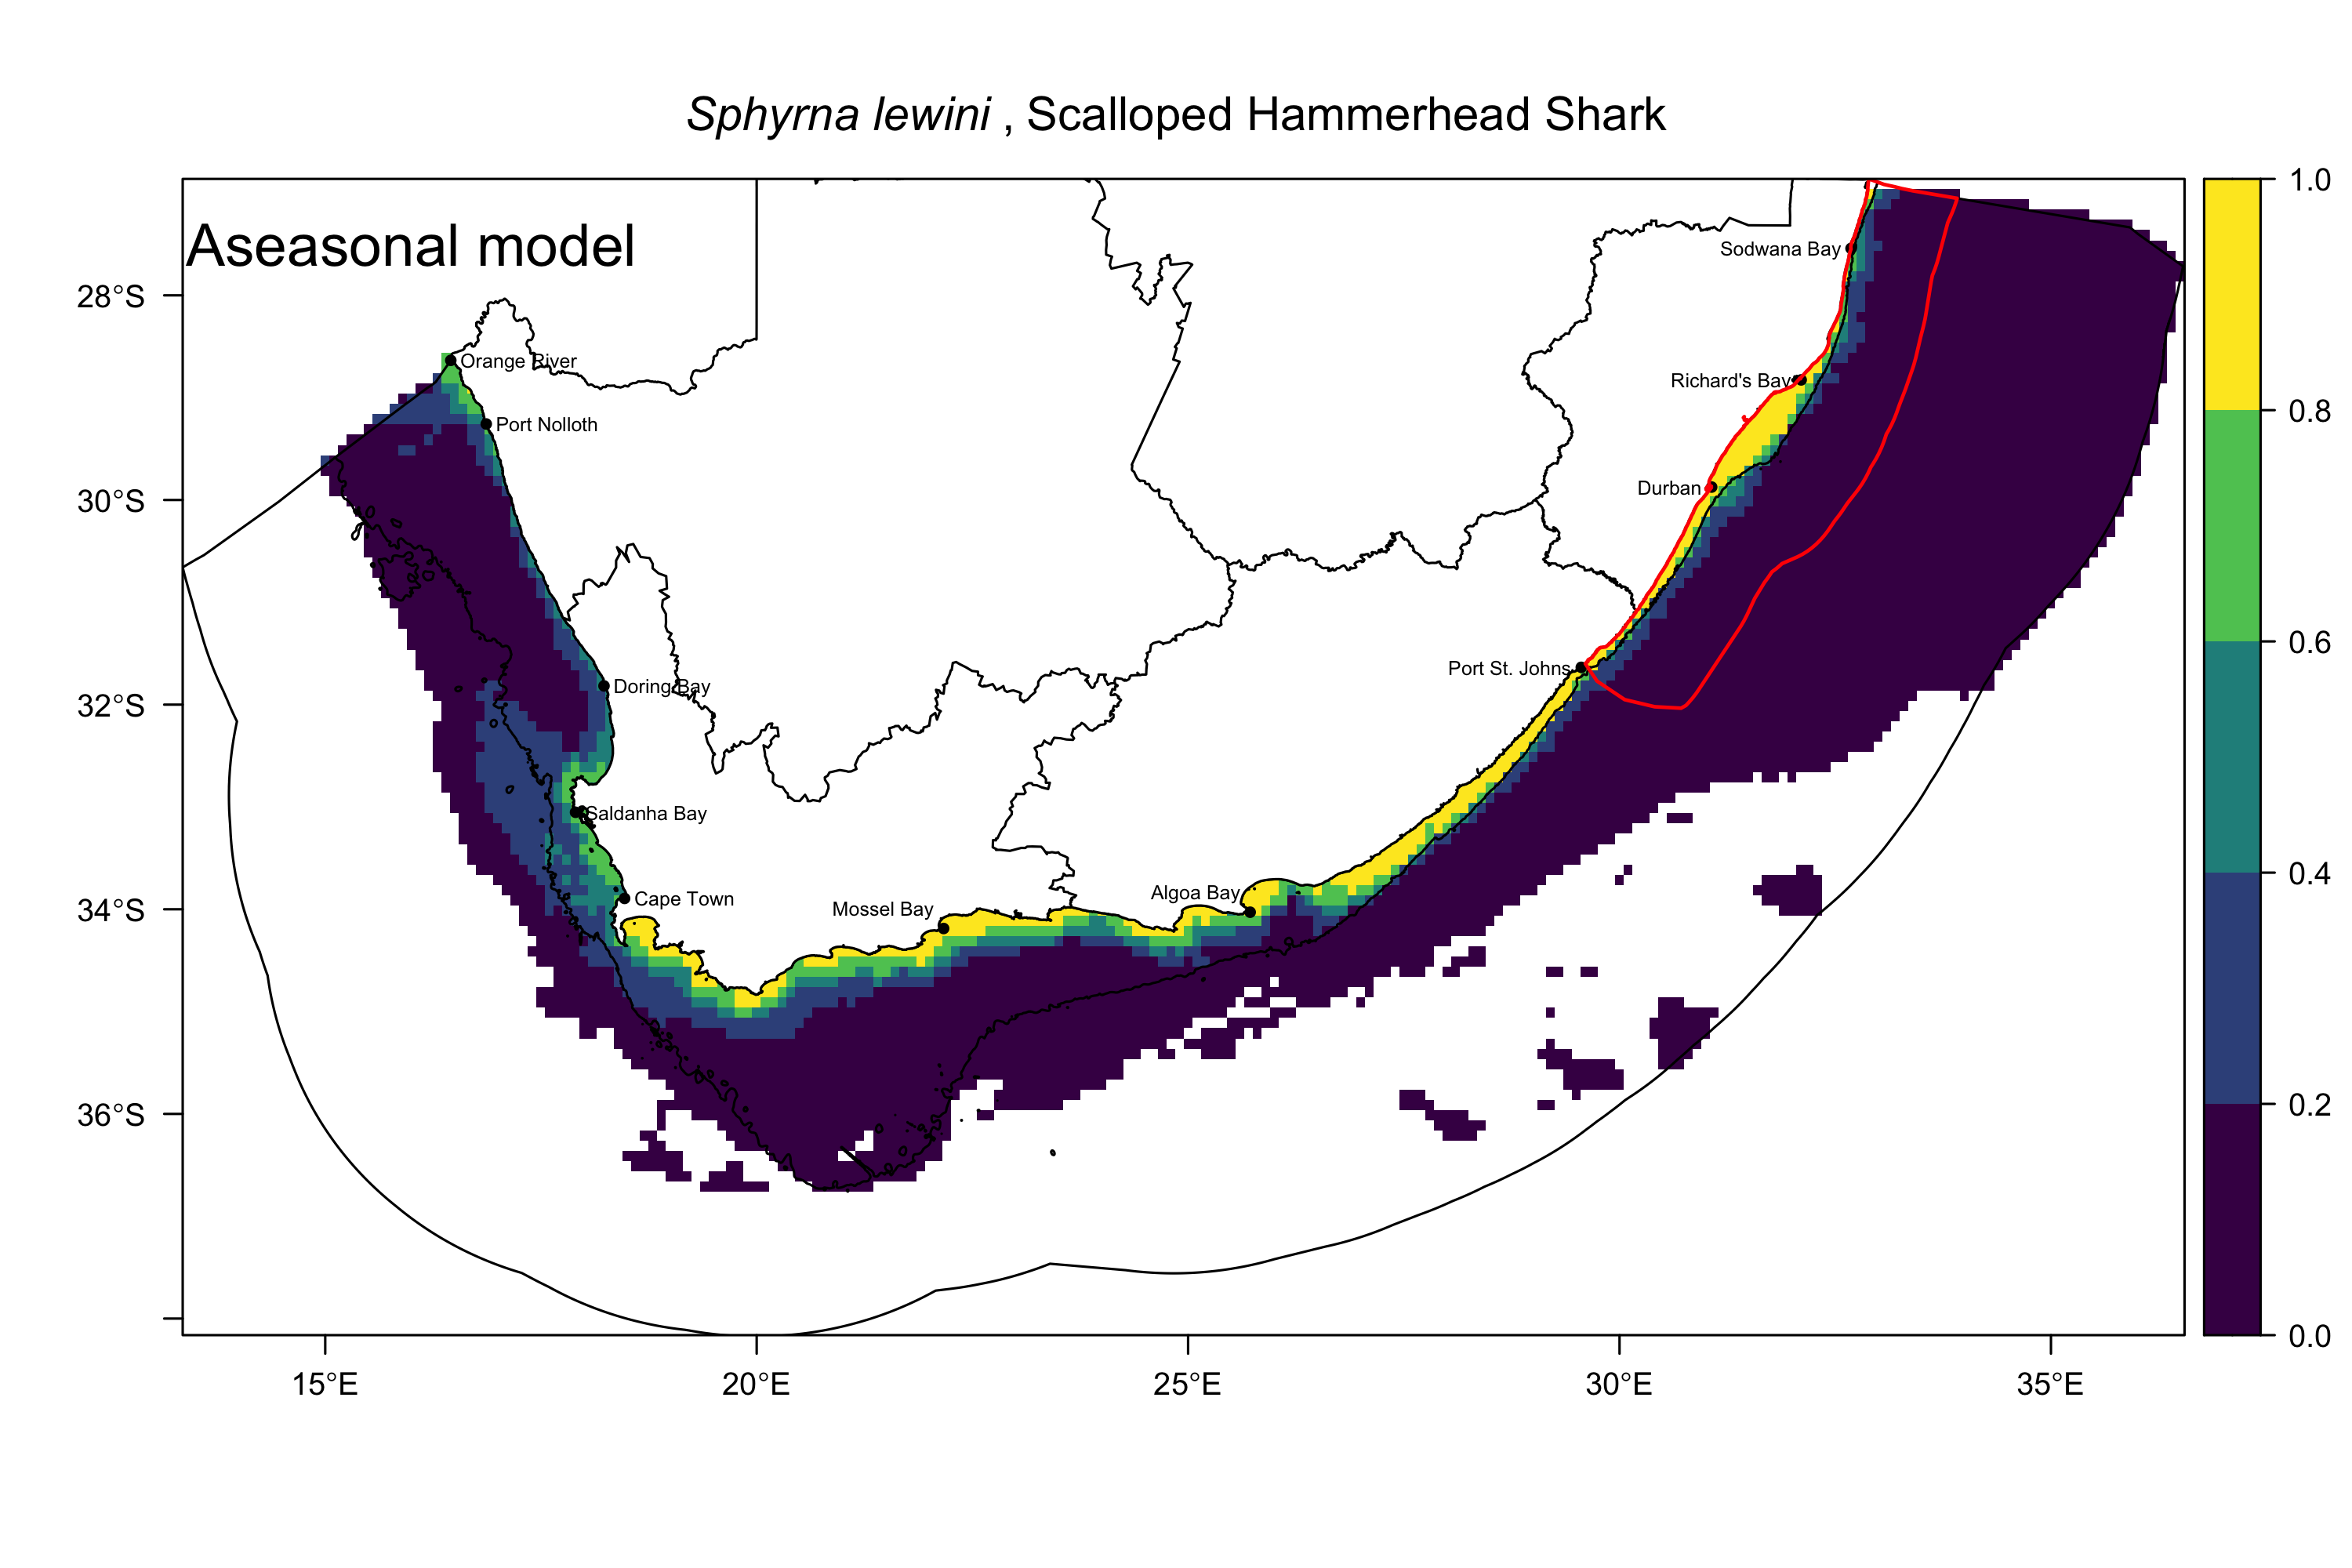 Sphyrna lewini , Scalloped Hammerhead Shark
Aseasonal model
1.0
0.8
0.6
0.4
0.2
0.0
28°S
30°S
32°S
34°S
36°S
Sodwana Bay
Orange River
Richard's Bay
Port Nolloth
Durban
Port St. Johns
Doring Bay
Saldanha Bay
Algoa Bay
Cape Town
Mossel Bay
15°E
20°E
25°E
30°E
35°E